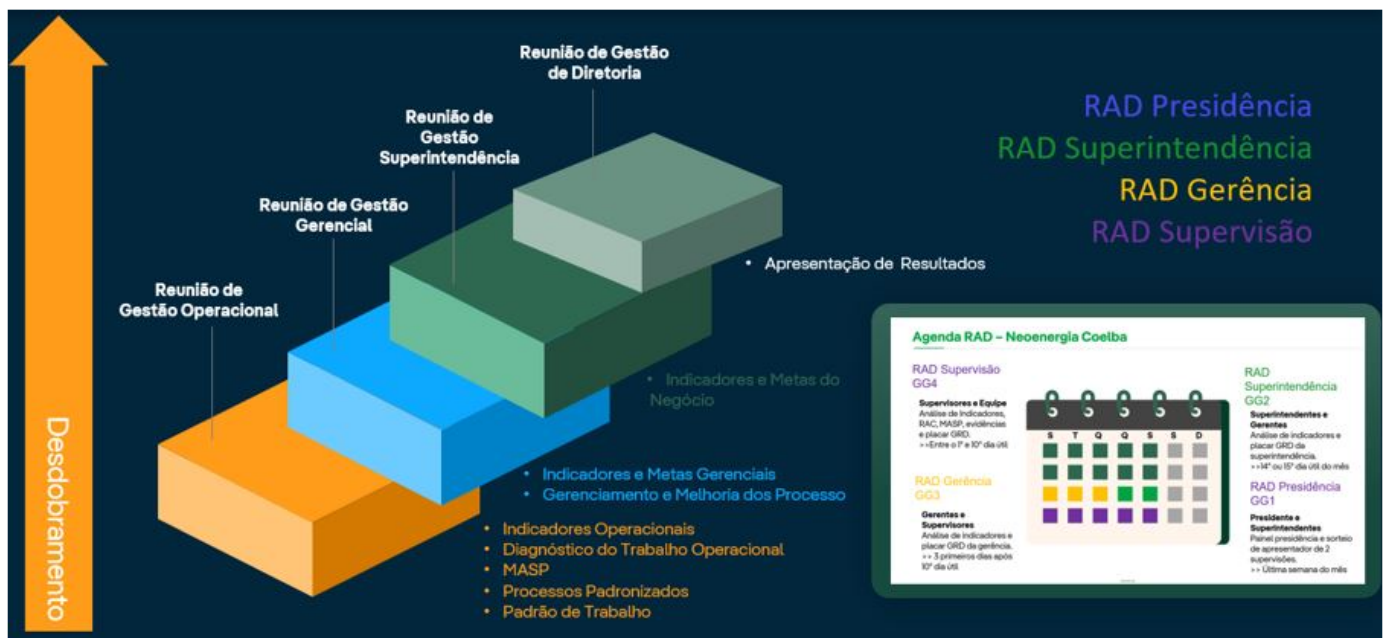 Desdobramento
Reunião de Gestão
de Diretoria
Reunião de
Gestão
Superintendência
Reunião de Gestão
Gerencial
Reunião de
Gestão Operacional
• Apresentação de Resultados
• Indicadores e Metas do
Negócio
• Indicadores e Metas Gerenciais
• Gerenciamento e Melhoria dos Processo
• Indicadores Operacionais
• Diagnóstico do Trabalho Operacional
• MASP
• Processos Padronizados
• Padrão de Trabalho
RAD Presidência
RAD Superintendência
RAD Gerência
RAD Supervisão
Agenda RAD – Neoenergia Coelba
RAD Supervisão
GG4
Supervisores e Equipe
Análise de Indicadores,
RAC, MASP, evidências
e placar GRD.
>>Entre o 1º e 10º dia útil
RAD Gerência
GG3
Gerentes e
Supervisores
Análise de indicadores e
placar GRD da gerência.
>> 3 primeiros dias após
10º dia útil
S T Q Q S S D
RAD
Superintendência
GG2
Superintendentes e
Gerentes
Análise de indicadores e
placar GRD da
superintendência.
>>14º ou 15º dia útil do mês
RAD Presidência
GG1
Presidente e
Superintendentes
Painel presidência e sorteio
de apresentador de 2
supervisões.
>> Última semana do mês